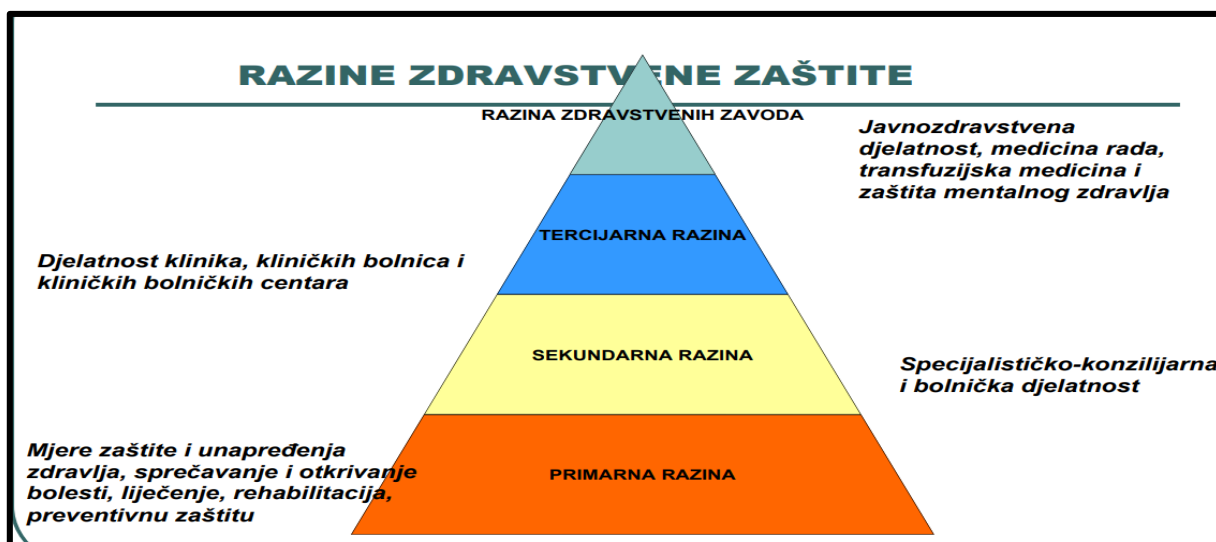 RAZINE ZDRAVSTVENE ZAŠTITE
RAZINA ZDRAVSTVENIH ZAVODA
Javnozdravstvena
djelatnost, medicina rada,
transfuzijska medicina i
zaštita mentalnog zdravlja
TERCIJARNA RAZINA
Djelatnost klinika, kliničkih bolnica i
kliničkih bolničkih centara
SEKUNDARNA RAZINA
Specijalističko-konzilijarna
i bolnička djelatnost
Mjere zaštite i unapređenja
zdravlja, sprečavanje i otkrivanje
bolesti, liječenje, rehabilitacija,
preventivnu zaštitu
PRIMARNA RAZINA